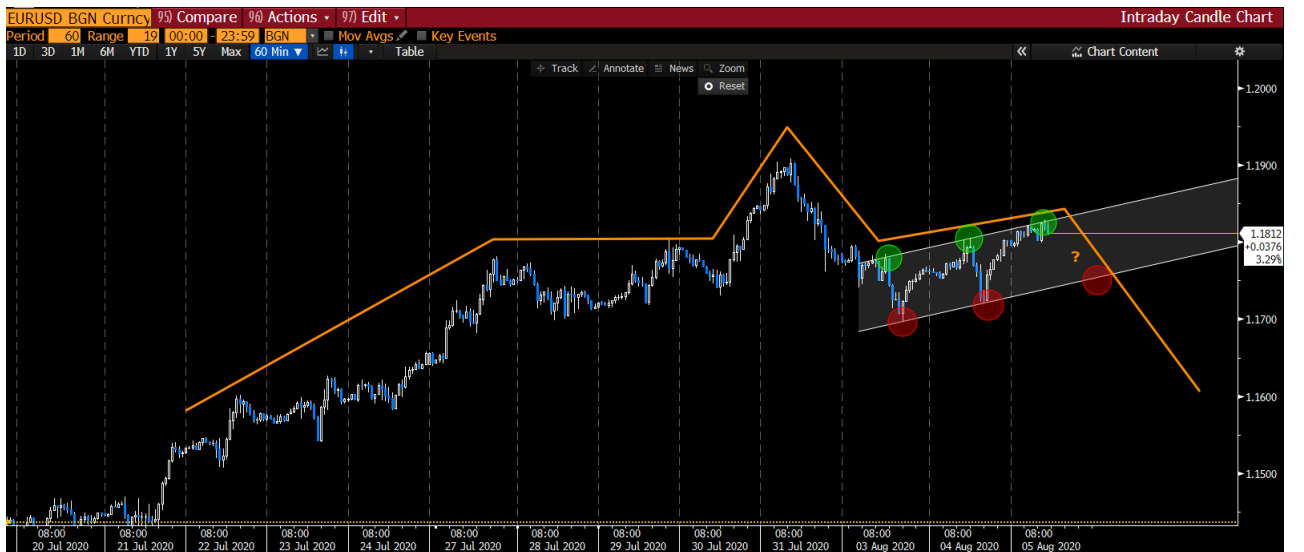 EURUSD BGN Curncy 95) Compare 96) Actions 97) Edit Intraday Candle Chart
Period 60 Range 19 00:00 - 23:59 BGN Mov Avgs Key Events
1D 3D 1M 6M YTD 1Y 5Y Max 60 Min ▼ Table « Chart Content
Track Annotate News Zoom
Reset
1.2000
1.1900
1.1812
+0.0376
3.29%
?
1.1700
1.1600
1.1500
08:00 08:00 08:00 08:00 08:00 08:00 08:00 08:00 08:00 08:00 08:00 08:00 08:00
20 Jul 2020 21 Jul 2020 22 Jul 2020 23 Jul 2020 24 Jul 2020 27 Jul 2020 28 Jul 2020 29 Jul 2020 30 Jul 2020 31 Jul 2020 03 Aug 2020 04 Aug 2020 05 Aug 2020